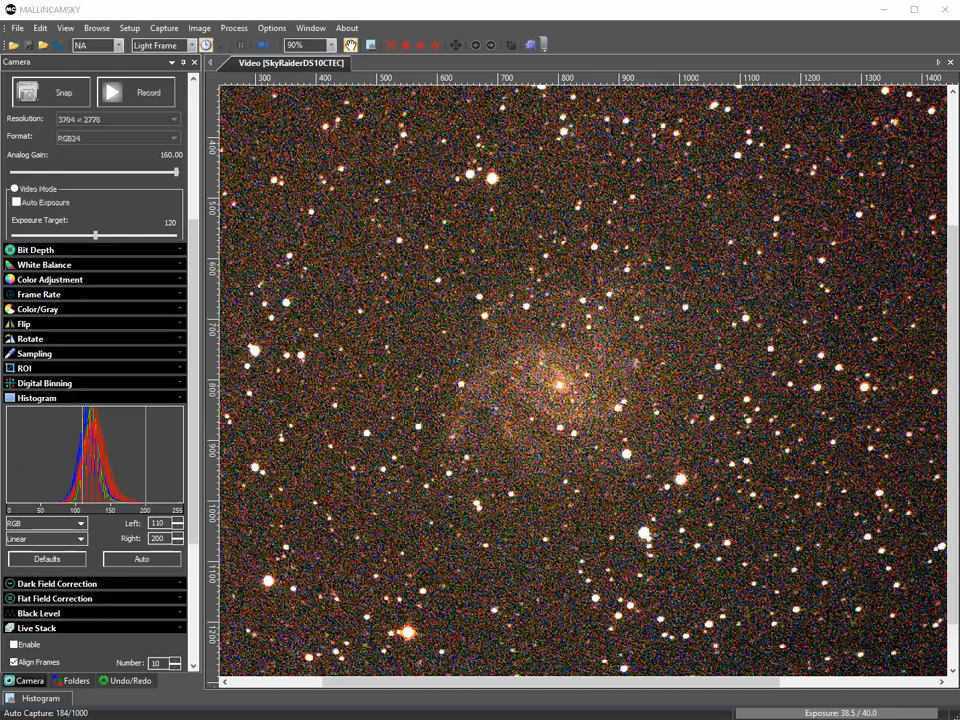 MALLINCAMSKY
File Edit View Browse Setup Capture Image Process Options Window About
NA Light Frame 90%
Camera
Video [SkyRaiderDS10CTEC]
300 400 500 600 700 800 900 1000 1100 1200 1300 1400
Snap Record
Resolution: 3704 × 2778
Format: RGB24
Analog Gain: 160.00
Video Mode
Auto Exposure
Exposure Target: 120
Bit Depth
White Balance
Color Adjustment
Frame Rate
Color/Gray
Flip
Rotate
Sampling
ROI
Digital Binning
Histogram
0 50 100 150 200 255
RGB Left: 110
Linear Right: 200
Defaults Auto
Dark Field Correction
Flat Field Correction
Black Level
Live Stack
Enable
Align Frames Number: 10
Camera Folders Undo/Redo
400
500
600
700
800
900
1000
1100
1200
Histogram
Auto Capture: 184/1000 Exposure: 38.5 / 40.0